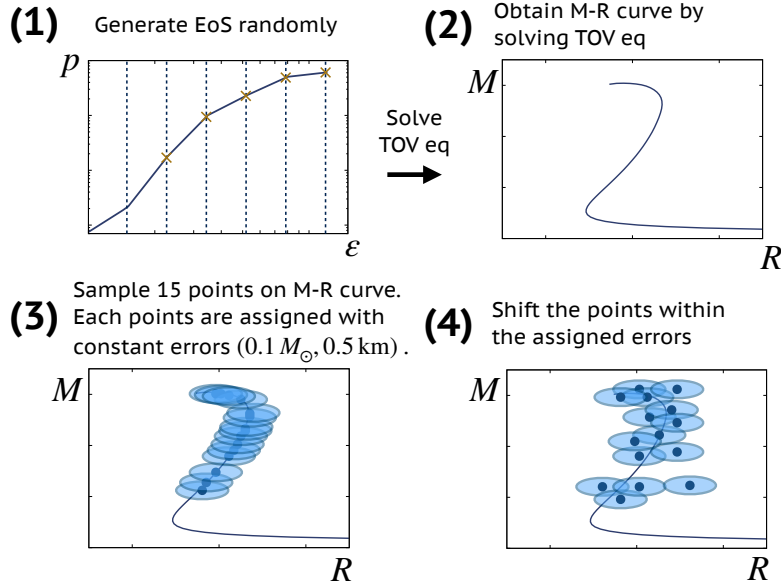 (1) Generate EoS randomly
p
ε
Solve
TOV eq
(2) Obtain M-R curve by
solving TOV eq
M
R
(3) Sample 15 points on M-R curve.
Each points are assigned with
constant errors (0.1 M⊙, 0.5 km) .
M
R
(4) Shift the points within
the assigned errors
M
R